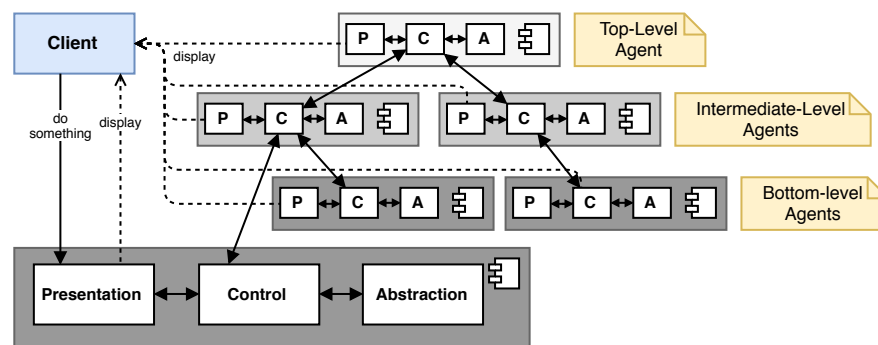 Client
P
C
A
Top-Level
Agent
display
P
C
A
P
C
A
Intermediate-Level
Agents
do
something
display
P
C
A
P
C
A
Bottom-level
Agents
Presentation
Control
Abstraction